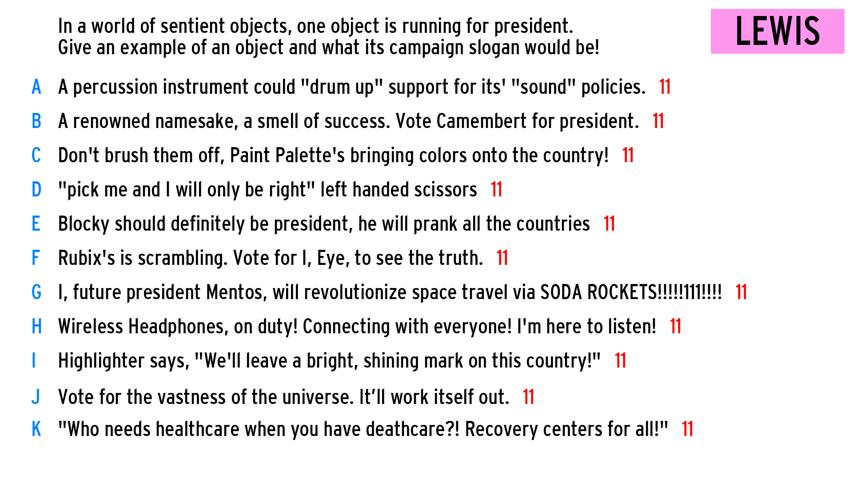 In a world of sentient objects, one object is running for president.
Give an example of an object and what its campaign slogan would be!
LEWIS
A A percussion instrument could "drum up" support for its' "sound" policies. 11
B A renowned namesake, a smell of success. Vote Camembert for president. 11
C Don't brush them off, Paint Palette's bringing colors onto the country! 11
D "pick me and I will only be right" left handed scissors 11
E Blocky should definitely be president, he will prank all the countries 11
F Rubix's is scrambling. Vote for I, Eye, to see the truth. 11
G I, future president Mentos, will revolutionize space travel via SODA ROCKETS!!!!!111!!!! 11
H Wireless Headphones, on duty! Connecting with everyone! I'm here to listen! 11
I Highlighter says, "We'll leave a bright, shining mark on this country!" 11
J Vote for the vastness of the universe. It’ll work itself out. 11
K "Who needs healthcare when you have deathcare?! Recovery centers for all!" 11